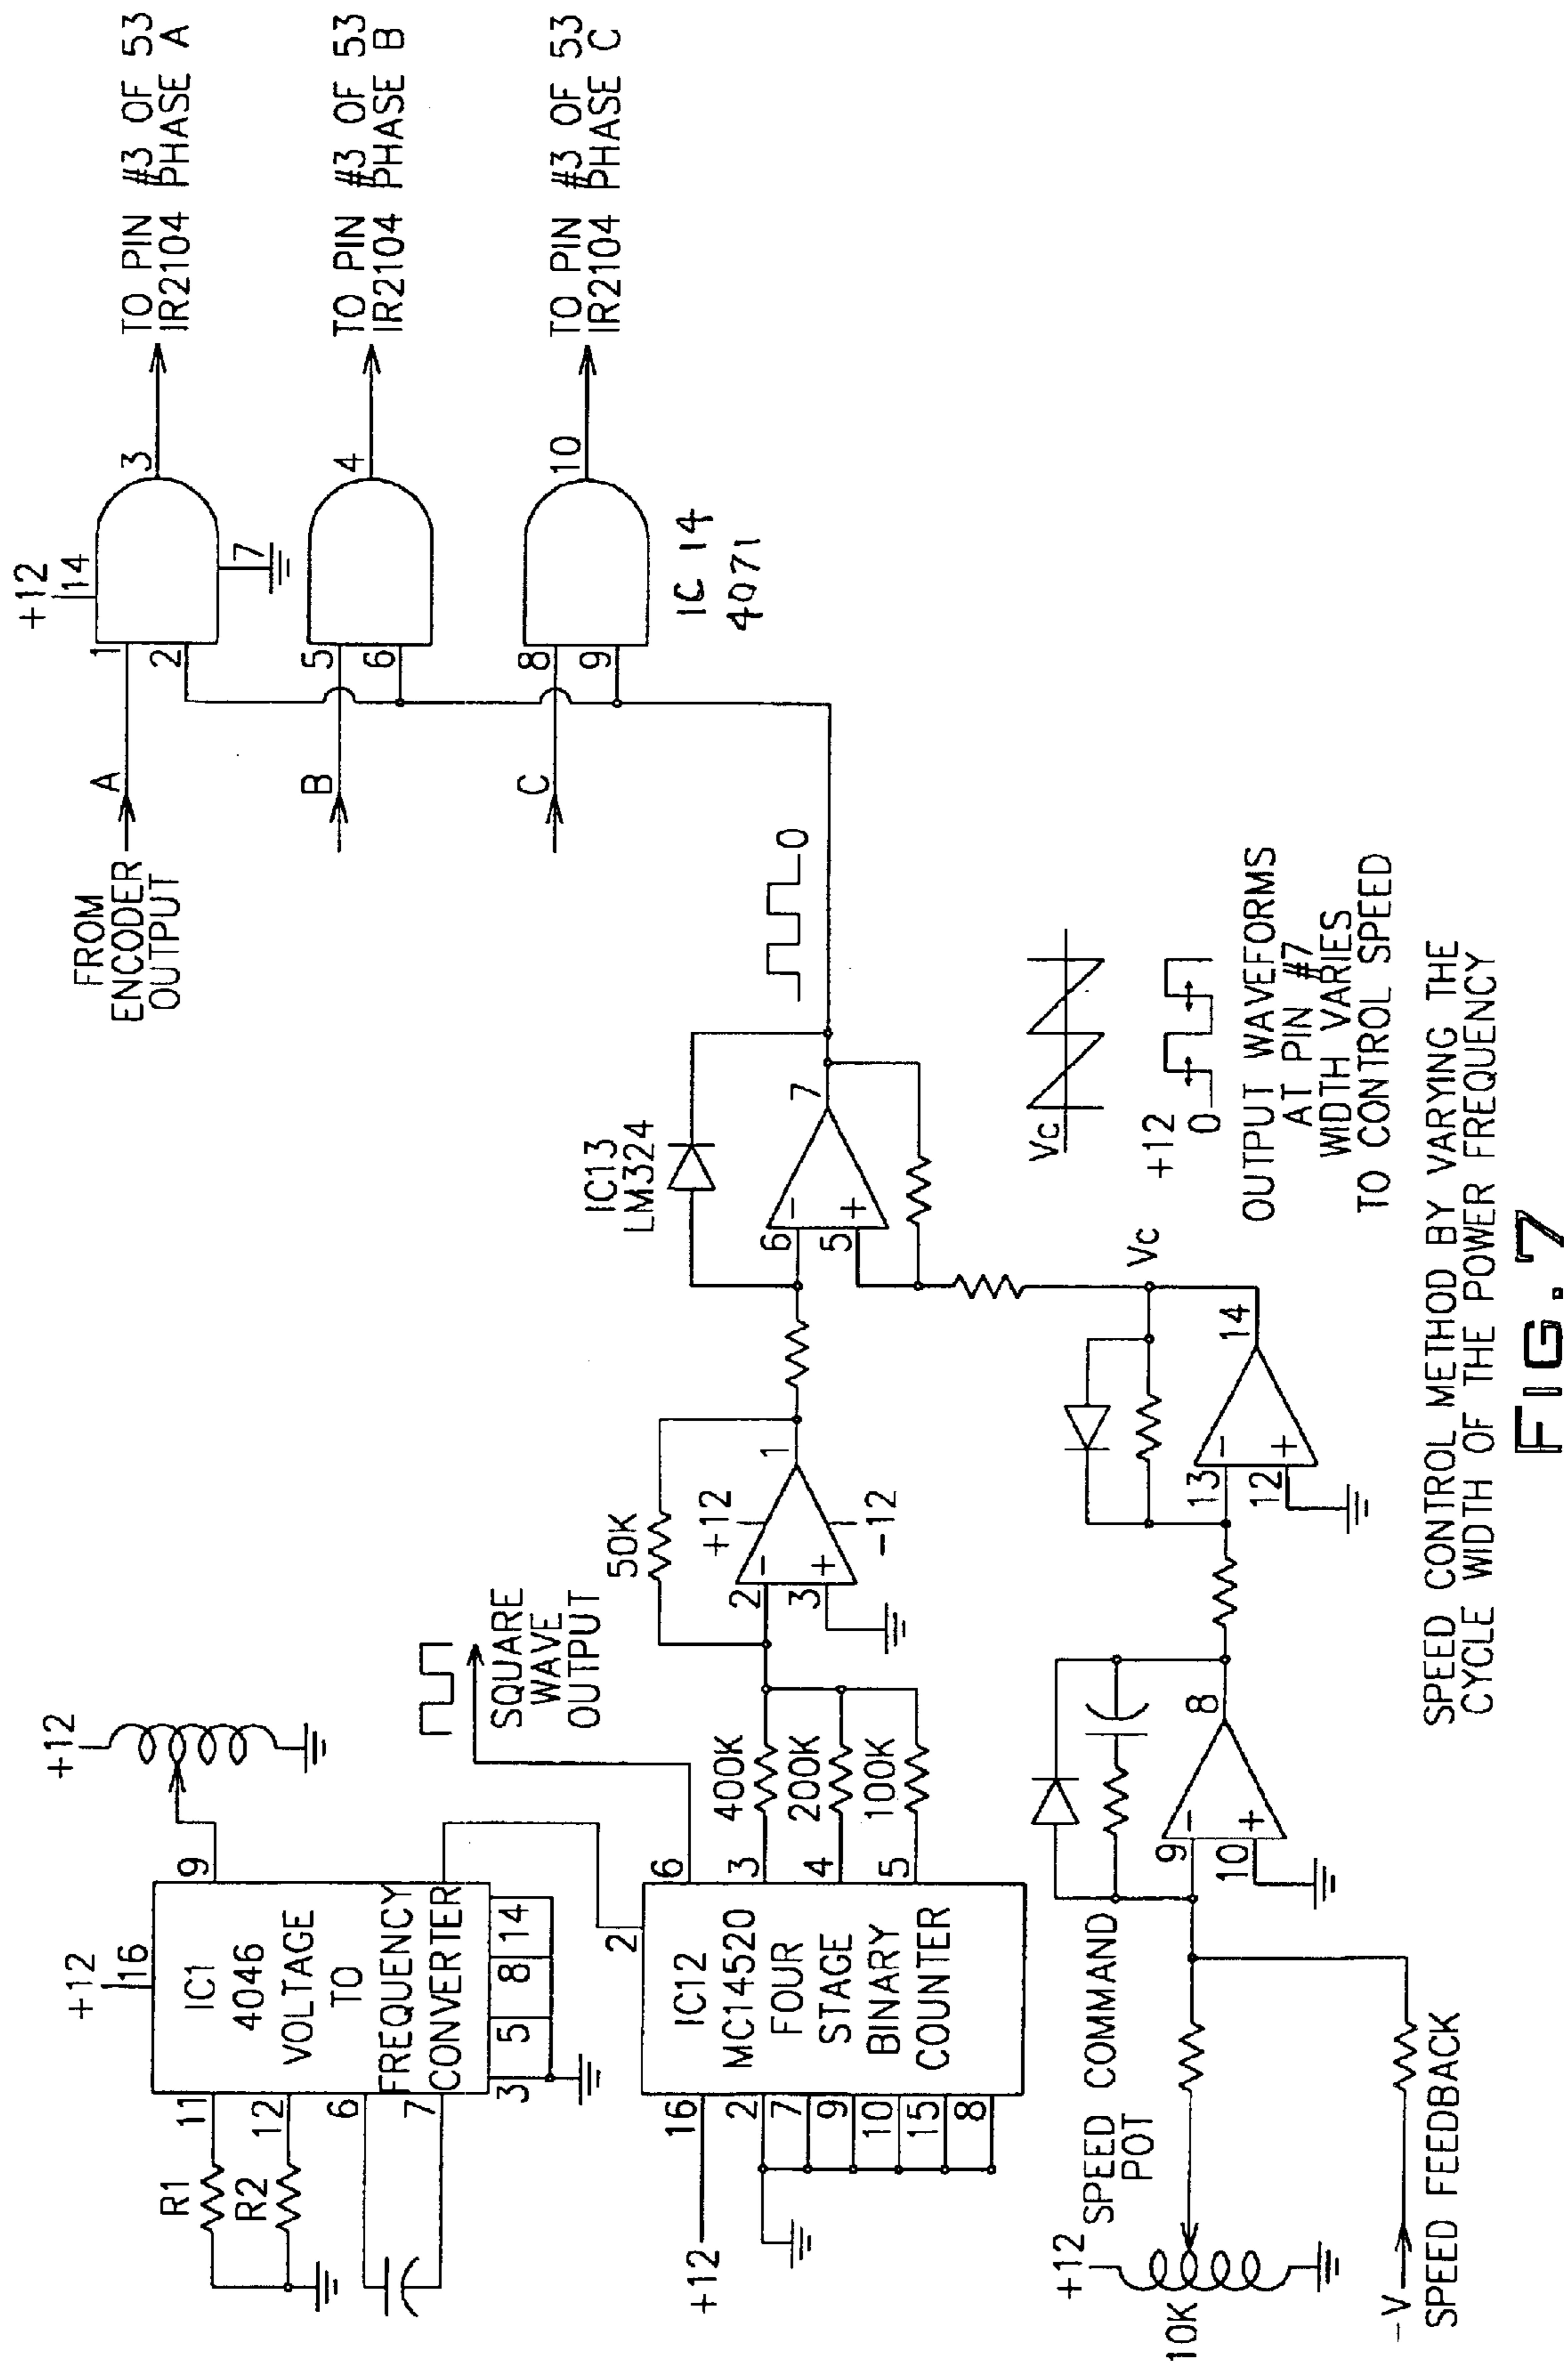 +12
16
IC1
4046
VOLTAGE
TO
FREQUENCY
CONVERTER
R1
R2
11
12
6
7
3
5
8
14
9
+12
SQUARE
WAVE
OUTPUT
+12
16
2
7
9
10
15
8
IC12
MC14520
FOUR
STAGE
BINARY
COUNTER
2
6
3
4
5
400K
200K
100K
50K
2
3
-
+
+12
-12
1
IC13
LM324
6
5
-
+
7
0
FROM
ENCODER
OUTPUT
A
B
C
+12
14
1
2
7
3
TO PIN #3 OF 53
IR2104 PHASE A
5
6
4
TO PIN #3 OF 53
IR2104 PHASE B
8
9
10
TO PIN #3 OF 53
IR2104 PHASE C
IC 14
4071
+12
10K
SPEED COMMAND
POT
-V
SPEED FEEDBACK
9
10
-
+
8
13
12
-
+
14
Vc
Vc
+12
0
OUTPUT WAVEFORMS
AT PIN #7
WIDTH VARIES
TO CONTROL SPEED
SPEED CONTROL METHOD BY VARYING THE
CYCLE WIDTH OF THE POWER FREQUENCY
FIG.7